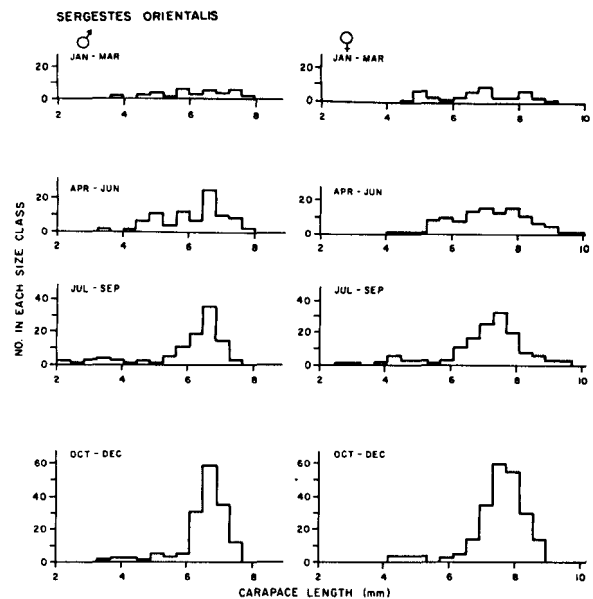 SERGESTES ORIENTALIS
♂ ♀
JAN - MAR JAN - MAR
20 20
0 0
2 4 6 8 4 6 8 10
APR - JUN APR - JUN
20 20
0 0
2 4 6 8 2 4 6 8 10
JUL - SEP JUL - SEP
40 40
20 20
0 0
2 4 6 8 2 4 6 8 10
OCT - DEC OCT - DEC
60 60
40 40
20 20
0 0
2 4 6 8 2 4 6 8 10
NO. IN EACH SIZE CLASS
CARAPACE LENGTH (mm)